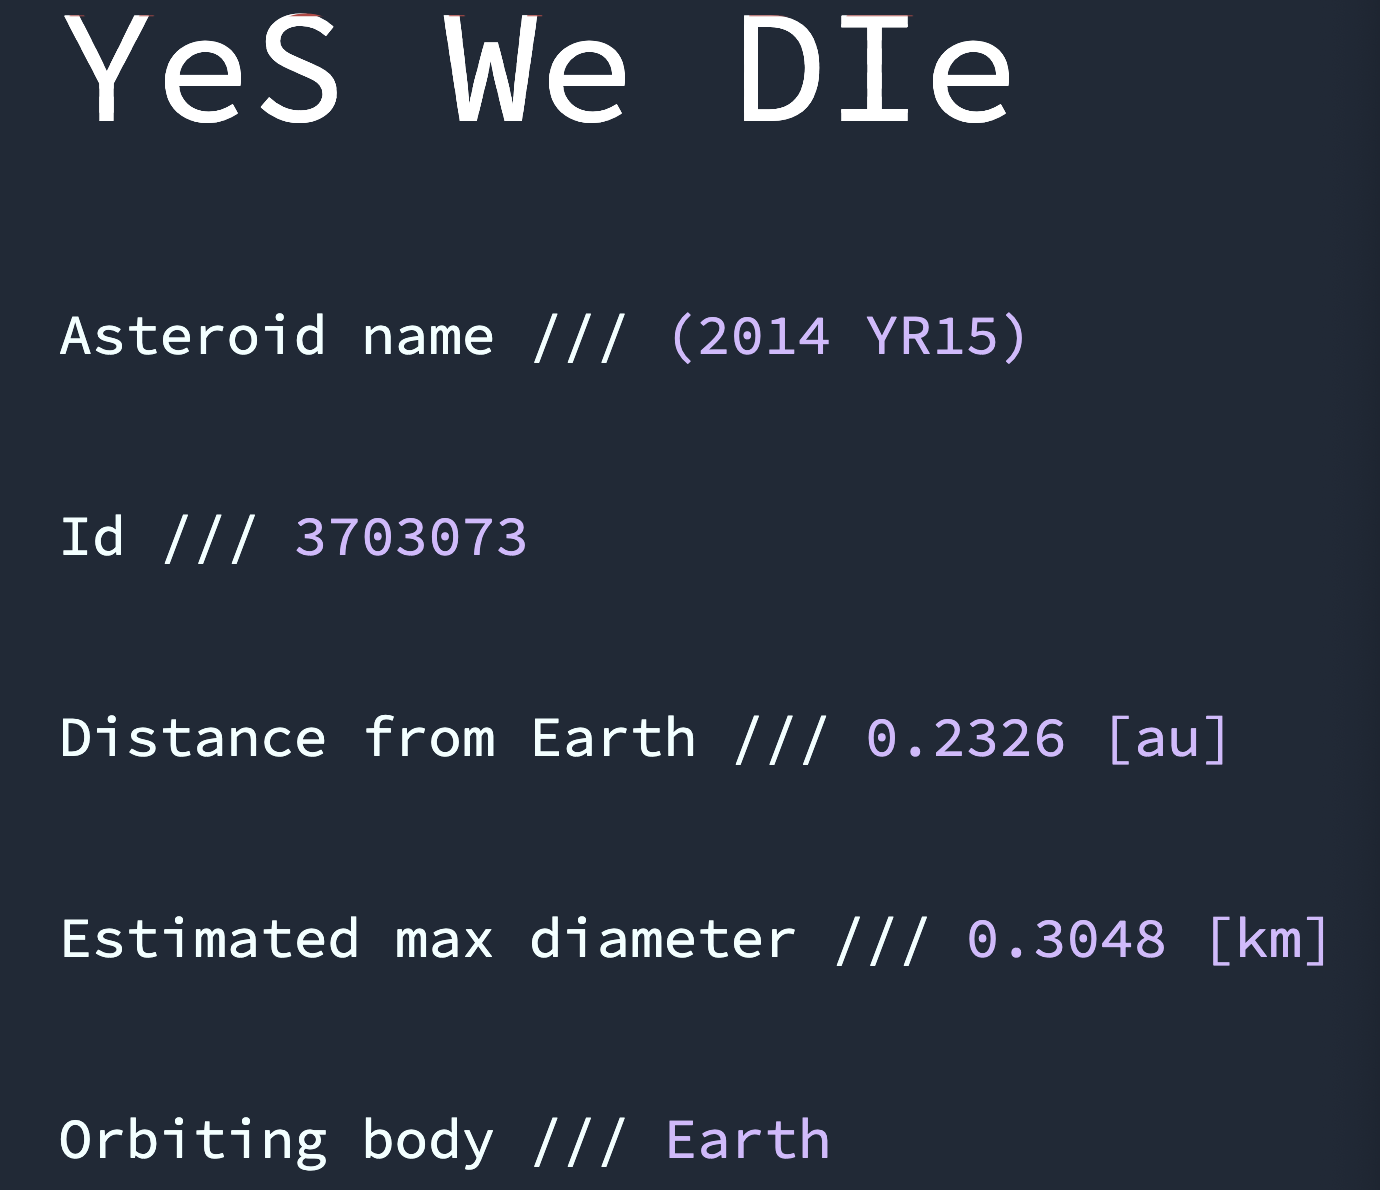 YeS We DIe
Asteroid name /// (2014 YR15)
Id /// 3703073
Distance from Earth /// 0.2326 [au]
Estimated max diameter /// 0.3048 [km]
Orbiting body /// Earth